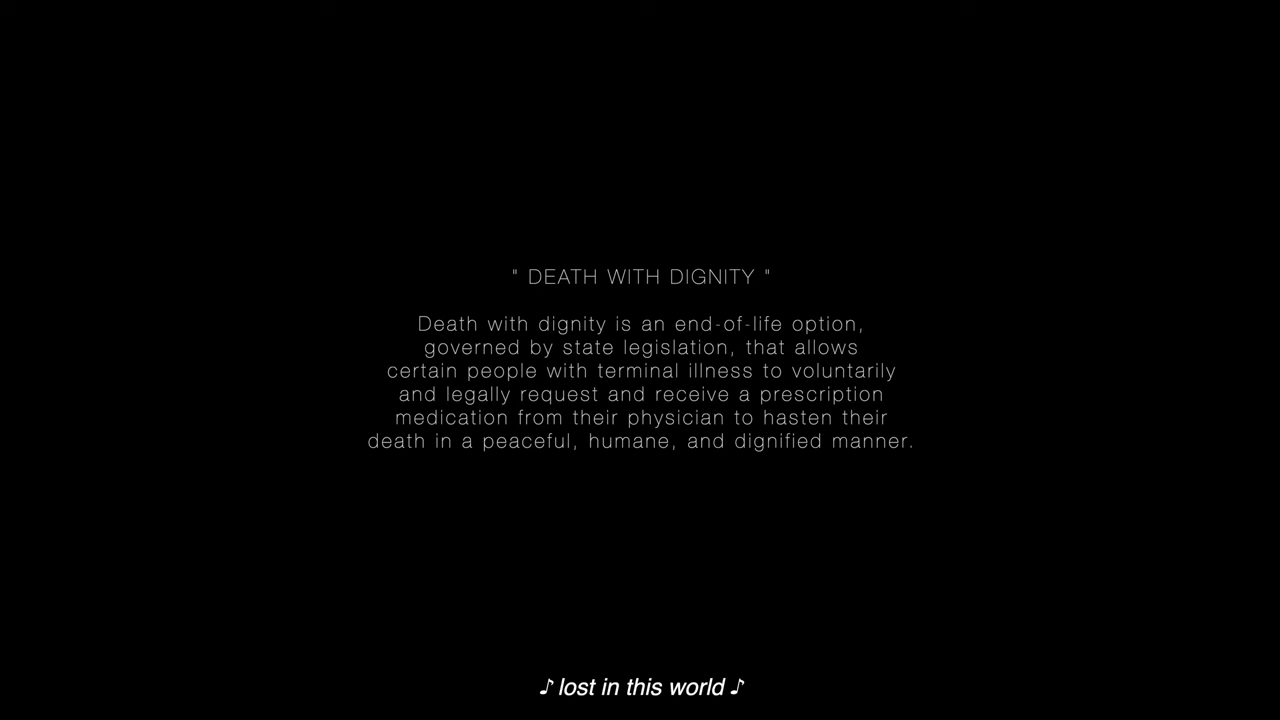 " DEATH WITH DIGNITY "
Death with dignity is an end-of-life option,
governed by state legislation, that allows
certain people with terminal illness to voluntarily
and legally request and receive a prescription
medication from their physician to hasten their
death in a peaceful, humane, and dignified manner.
♪ lost in this world ♪